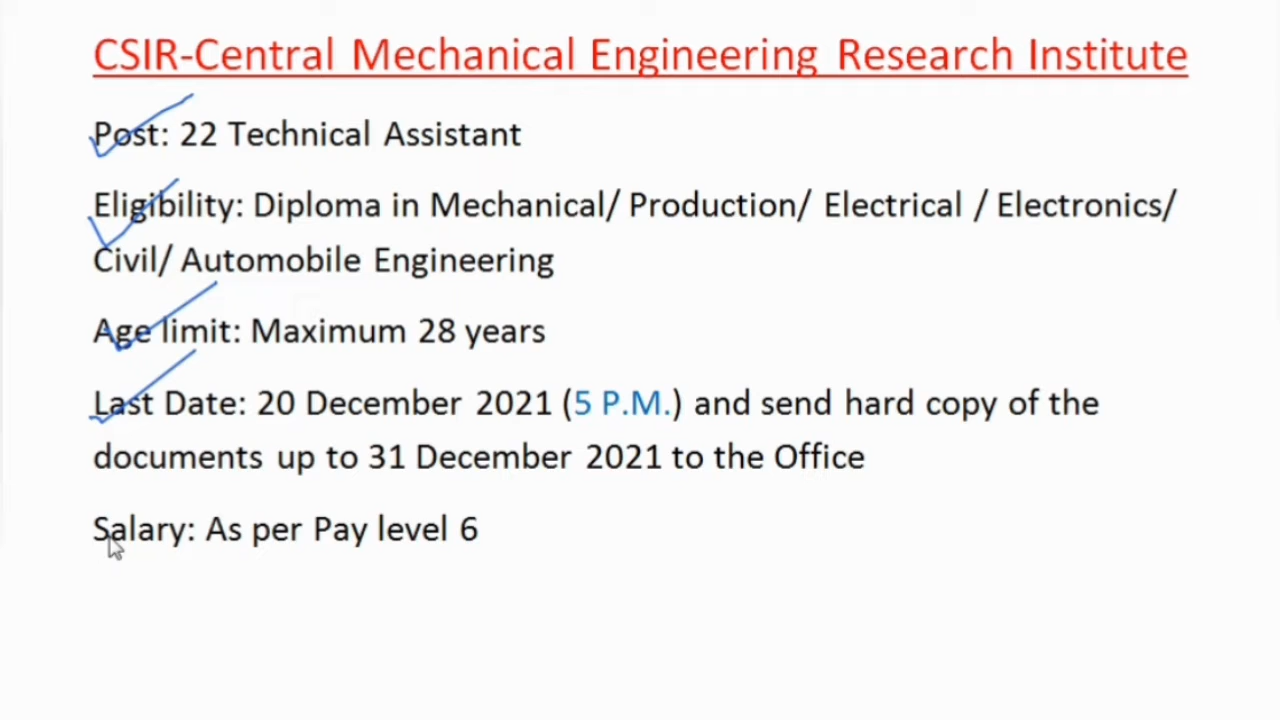 CSIR-Central Mechanical Engineering Research Institute
Post: 22 Technical Assistant
Eligibility: Diploma in Mechanical/ Production/ Electrical / Electronics/
Civil/ Automobile Engineering
Age limit: Maximum 28 years
Last Date: 20 December 2021 (5 P.M.) and send hard copy of the
documents up to 31 December 2021 to the Office
Salary: As per Pay level 6